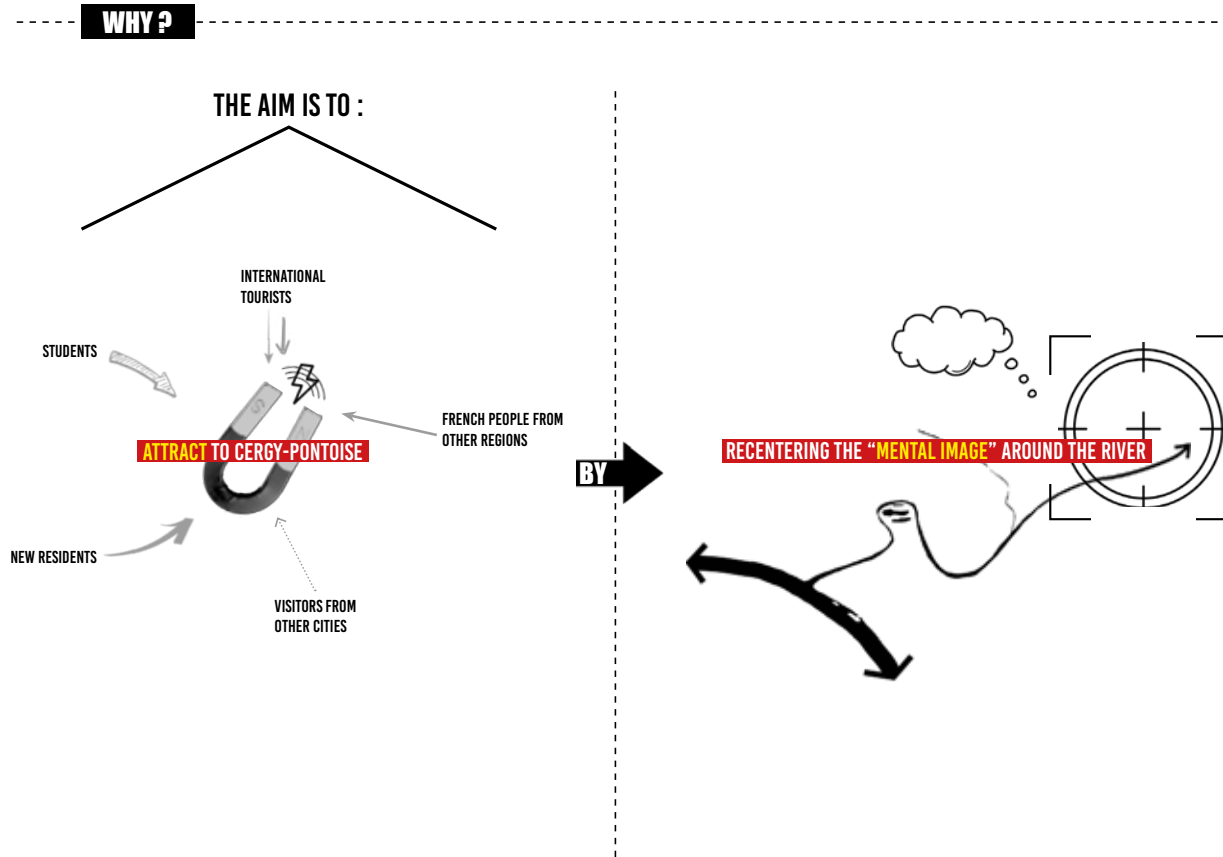 WHY ?
THE AIM IS TO :
INTERNATIONAL
TOURISTS
STUDENTS
S
N
FRENCH PEOPLE FROM
OTHER REGIONS
ATTRACT TO CERGY-PONTOISE
NEW RESIDENTS
VISITORS FROM
OTHER CITIES
BY
RECENTERING THE “MENTAL IMAGE” AROUND THE RIVER